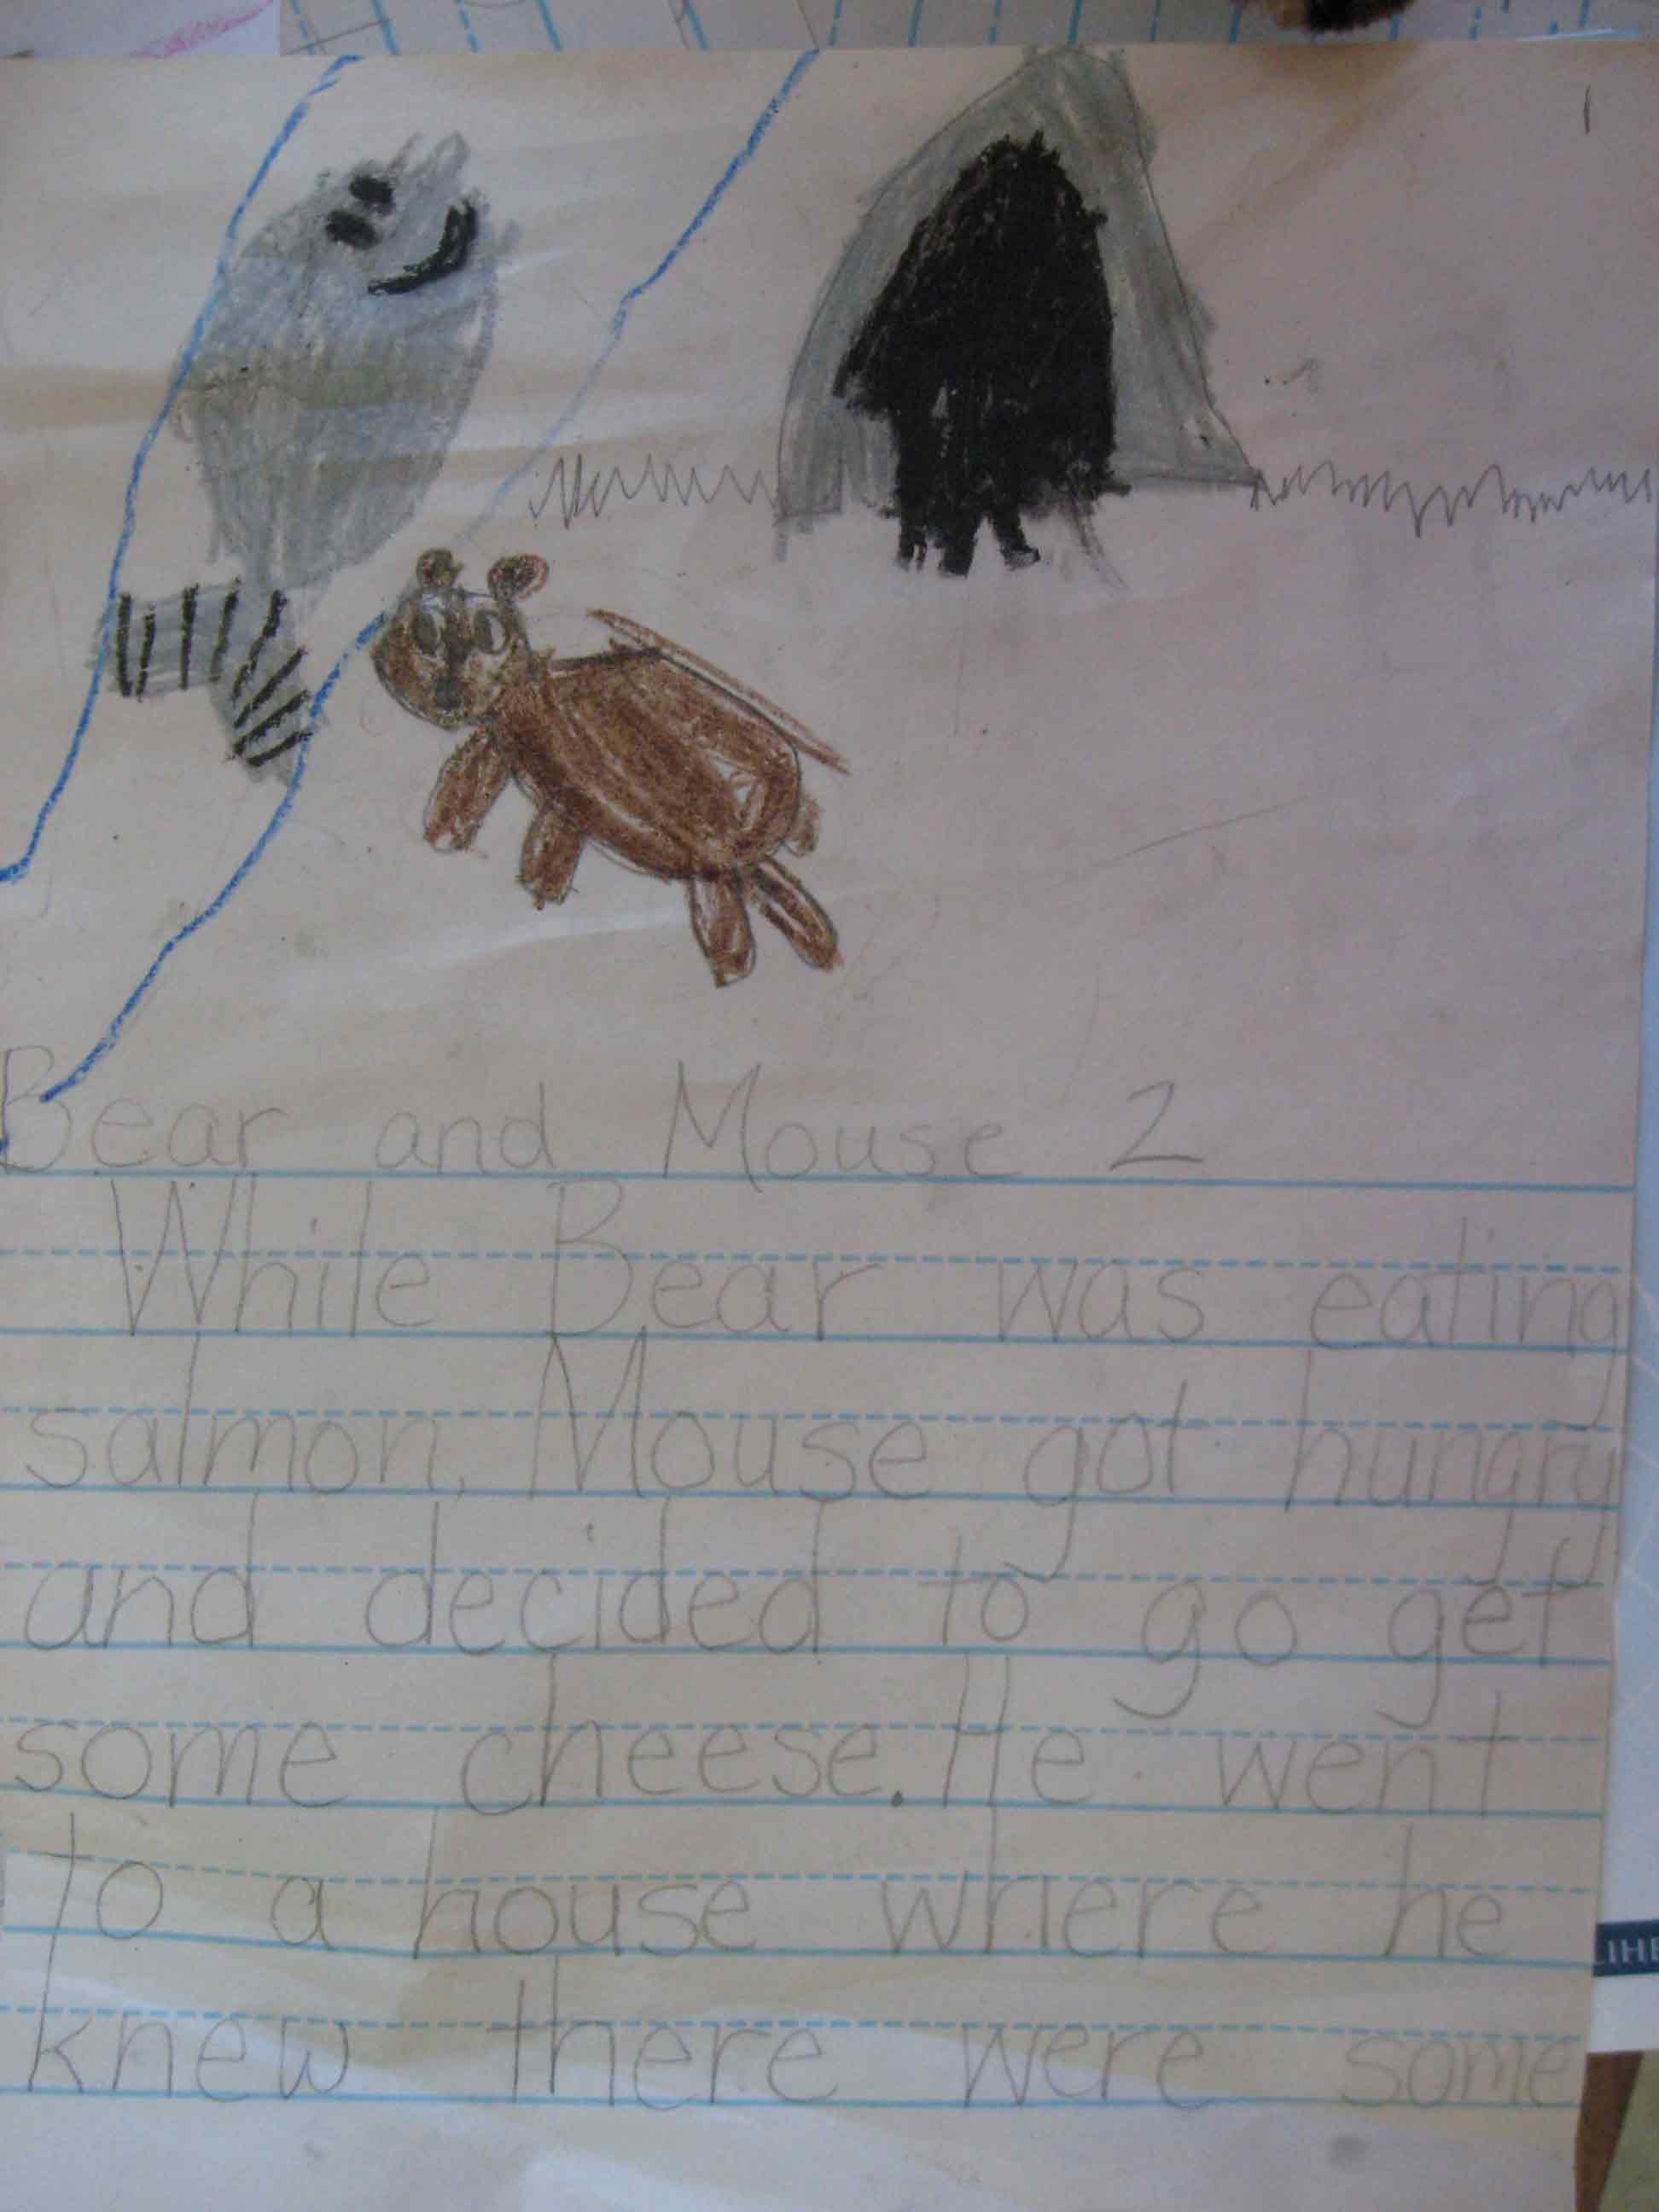 1
Bear and Mouse 2
While Bear was eating
salmon, Mouse got hungry
and decided to go get
some cheese. He went
to a house where he
knew there were some